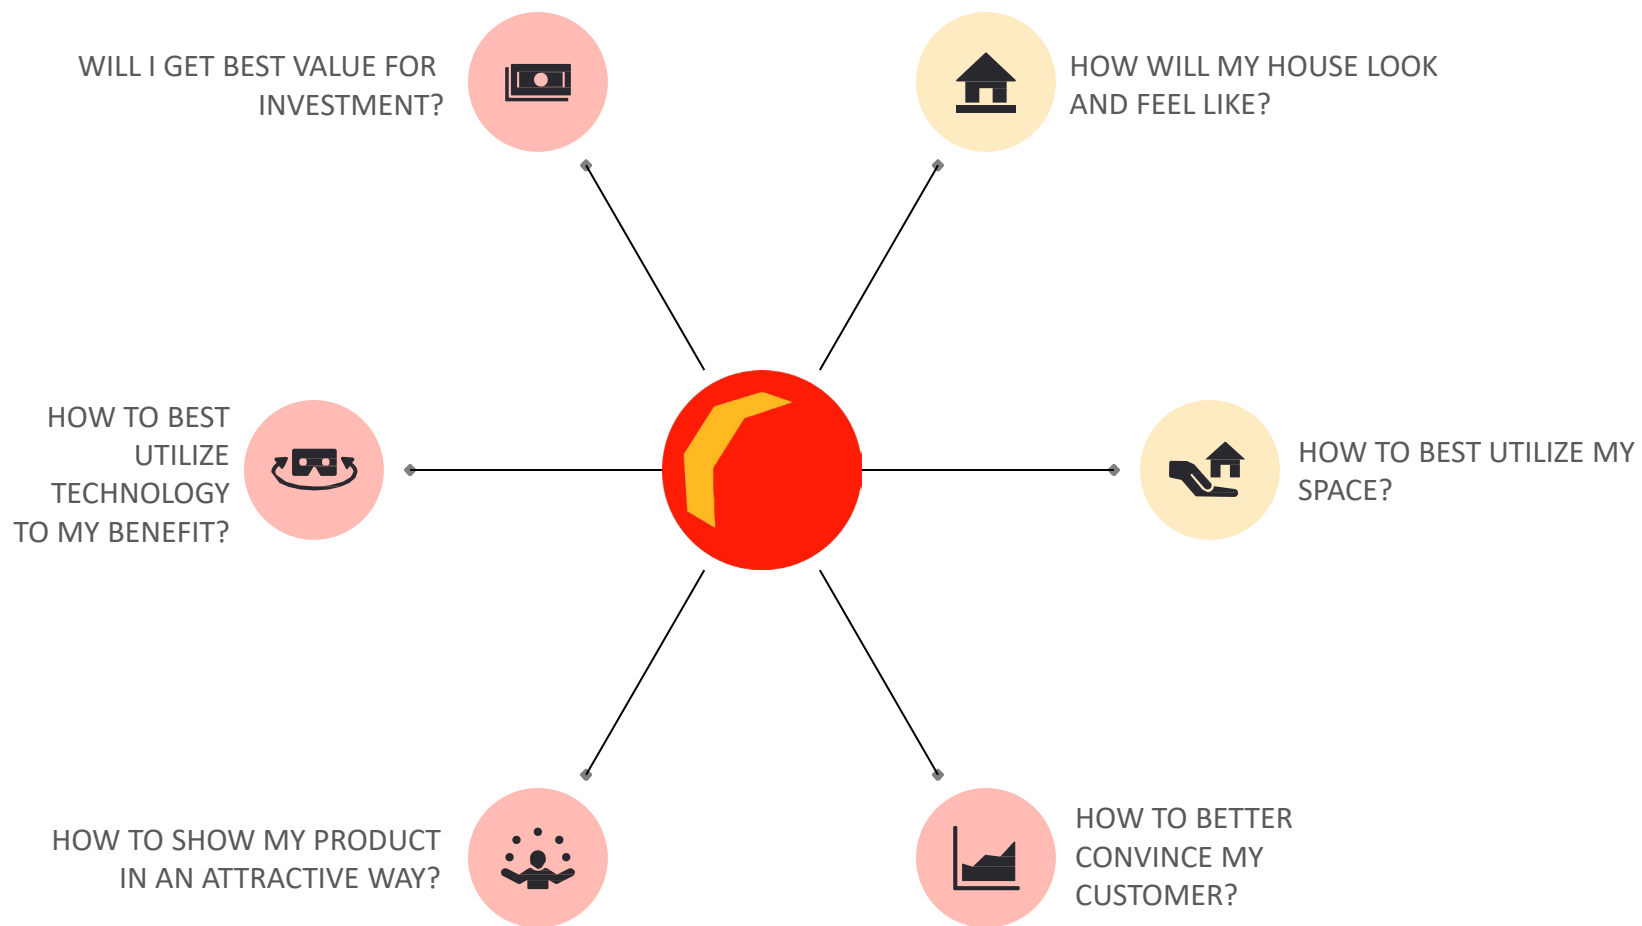 WILL I GET BEST VALUE FOR
INVESTMENT?
HOW WILL MY HOUSE LOOK
AND FEEL LIKE?
HOW TO BEST
UTILIZE
TECHNOLOGY
TO MY BENEFIT?
HOW TO BEST UTILIZE MY
SPACE?
HOW TO SHOW MY PRODUCT
IN AN ATTRACTIVE WAY?
HOW TO BETTER
CONVINCE MY
CUSTOMER?